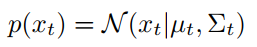 p(x_t) = 𝒩(x_t|μ_t, Σ_t)